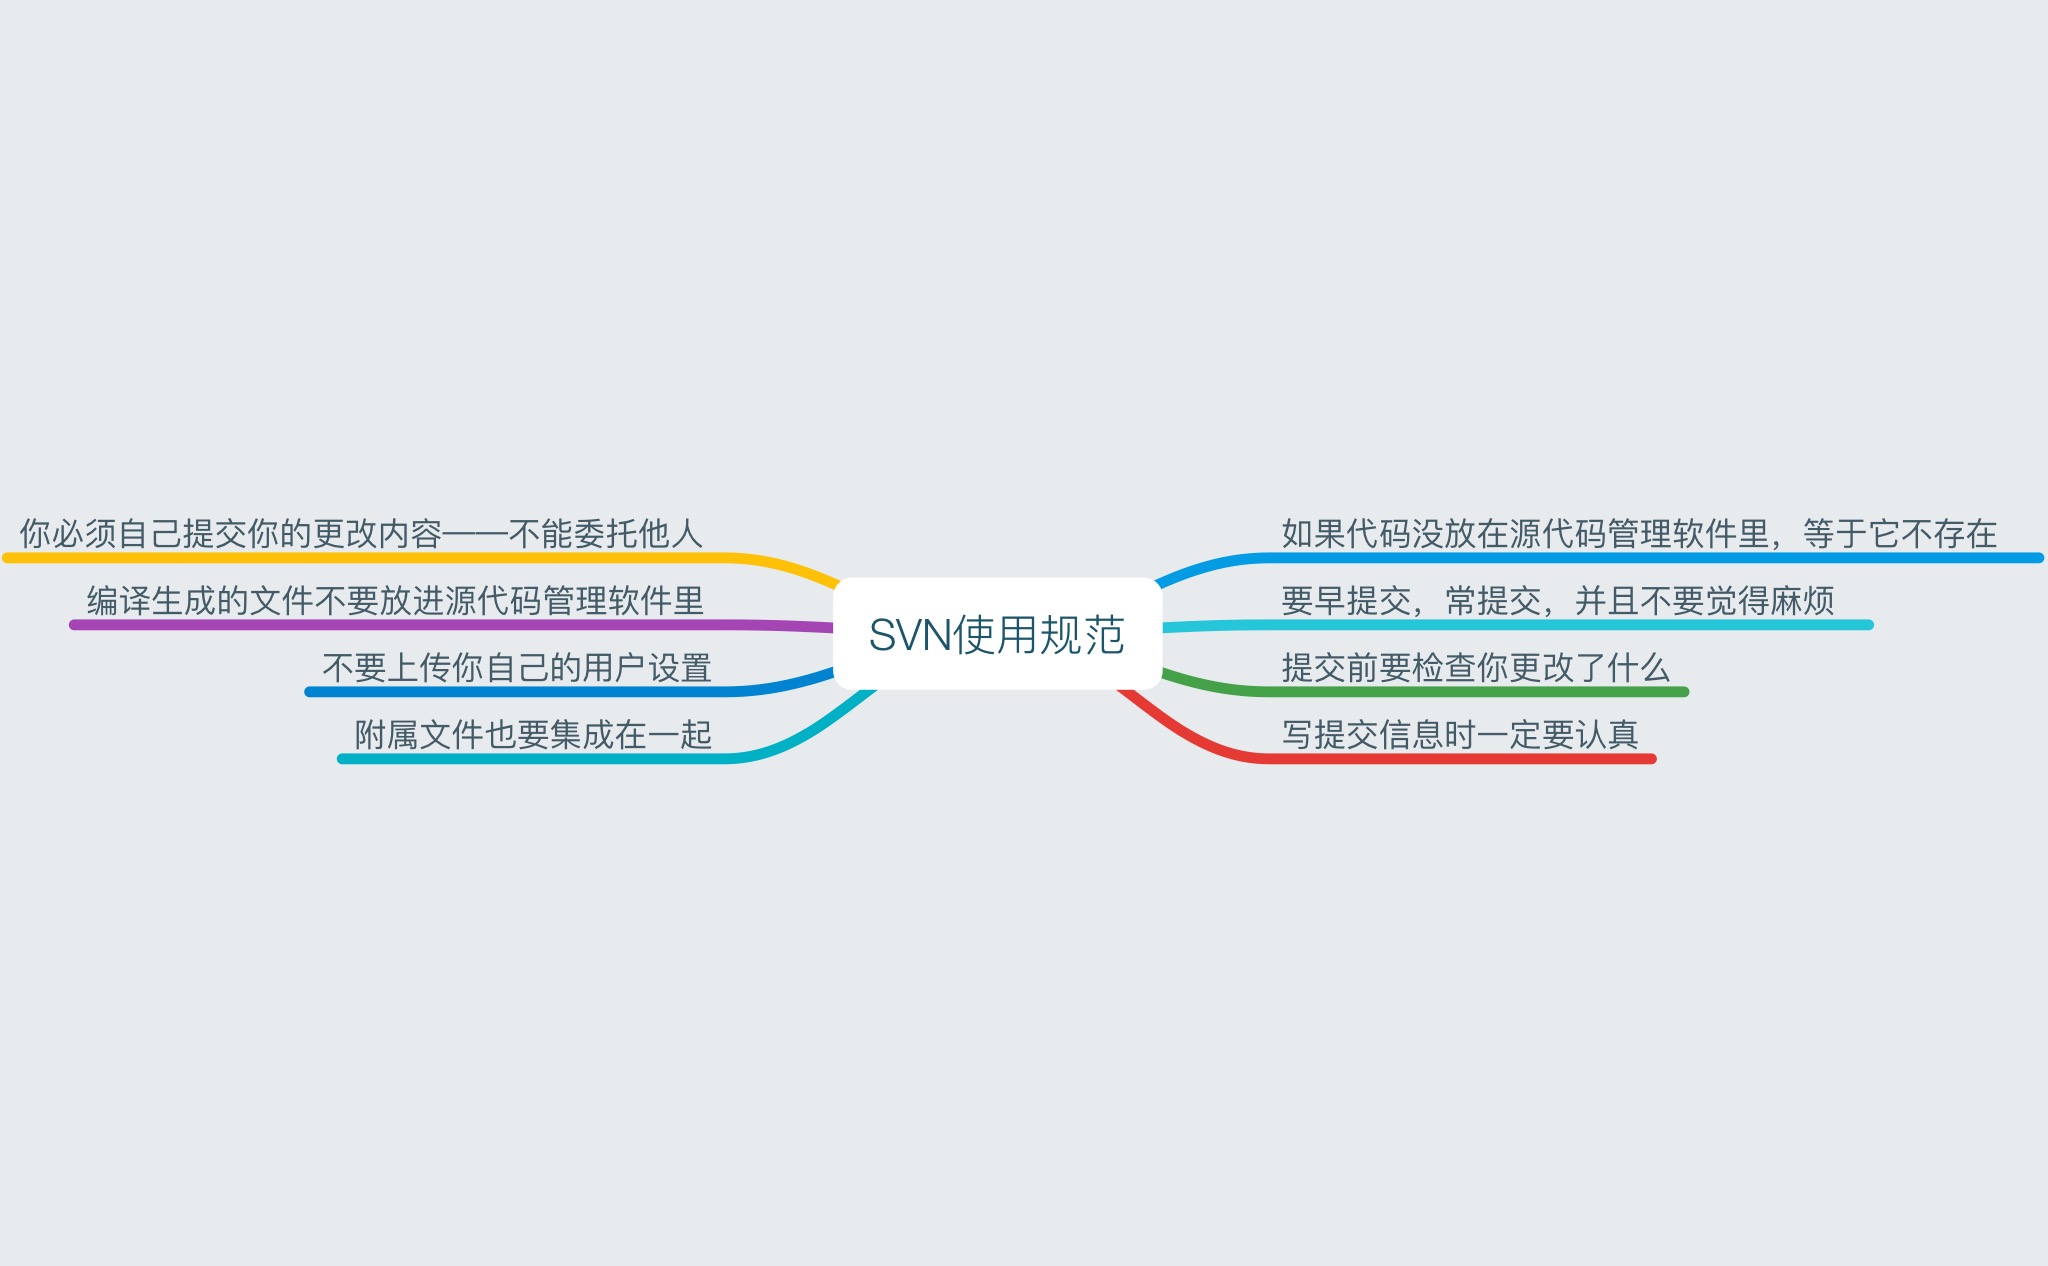 SVN使用规范
如果代码没放在源代码管理软件里，等于它不存在
要早提交，常提交，并且不要觉得麻烦
提交前要检查你更改了什么
写提交信息时一定要认真
你必须自己提交你的更改内容——不能委托他人
编译生成的文件不要放进源代码管理软件里
不要上传你自己的用户设置
附属文件也要集成在一起